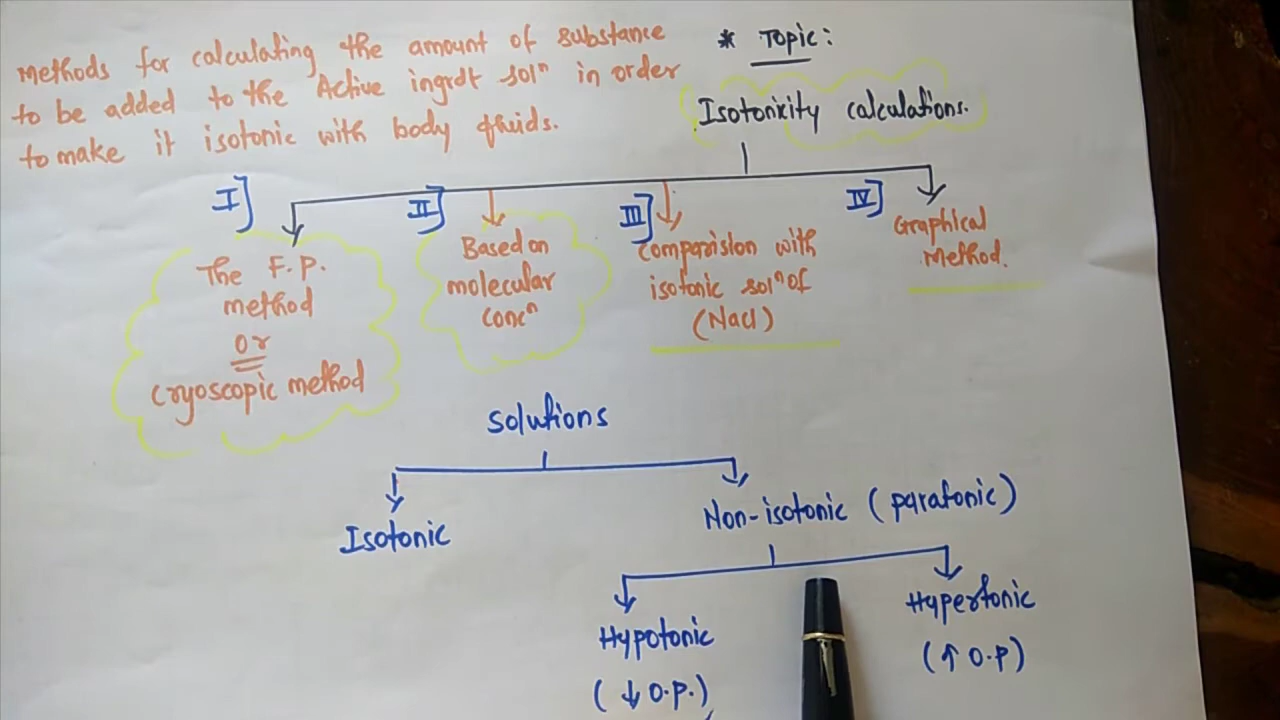 Methods for calculating the amount of substance
to be added to the Active ingrdt solⁿ in order
to make it isotonic with body fluids.
* Topic:
Isotonixity calculations.
I]
The F.P.
method
Or
Cryoscopic method
II]
Based on
molecular
concⁿ
III]
Comparision with
isotonic solⁿ of
(Nacl)
IV]
Graphical
Method.
Solutions
Isotonic
Non-isotonic (paratonic)
Hypotonic
(↓ O.P.)
Hypertonic
(↑ O.P)